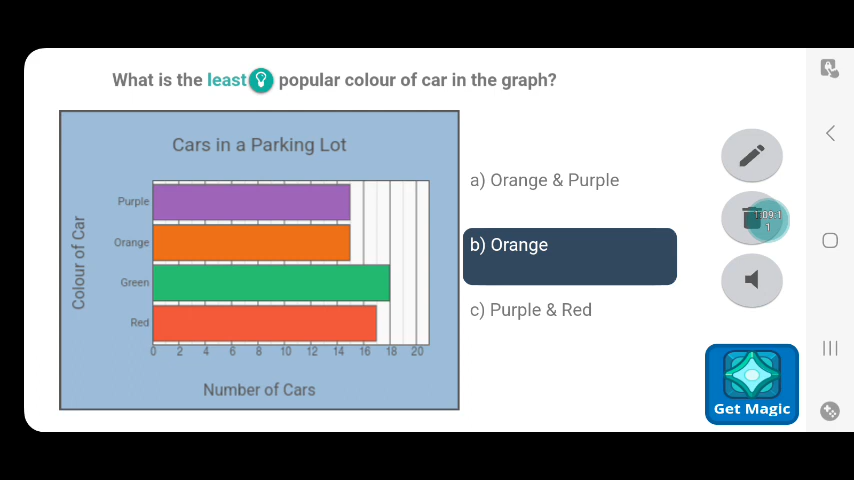 What is the least popular colour of car in the graph?
Cars in a Parking Lot
Colour of Car
Purple
Orange
Green
Red
0 2 4 6 8 10 12 14 16 18 20
Number of Cars
a) Orange & Purple
b) Orange
c) Purple & Red
Get Magic